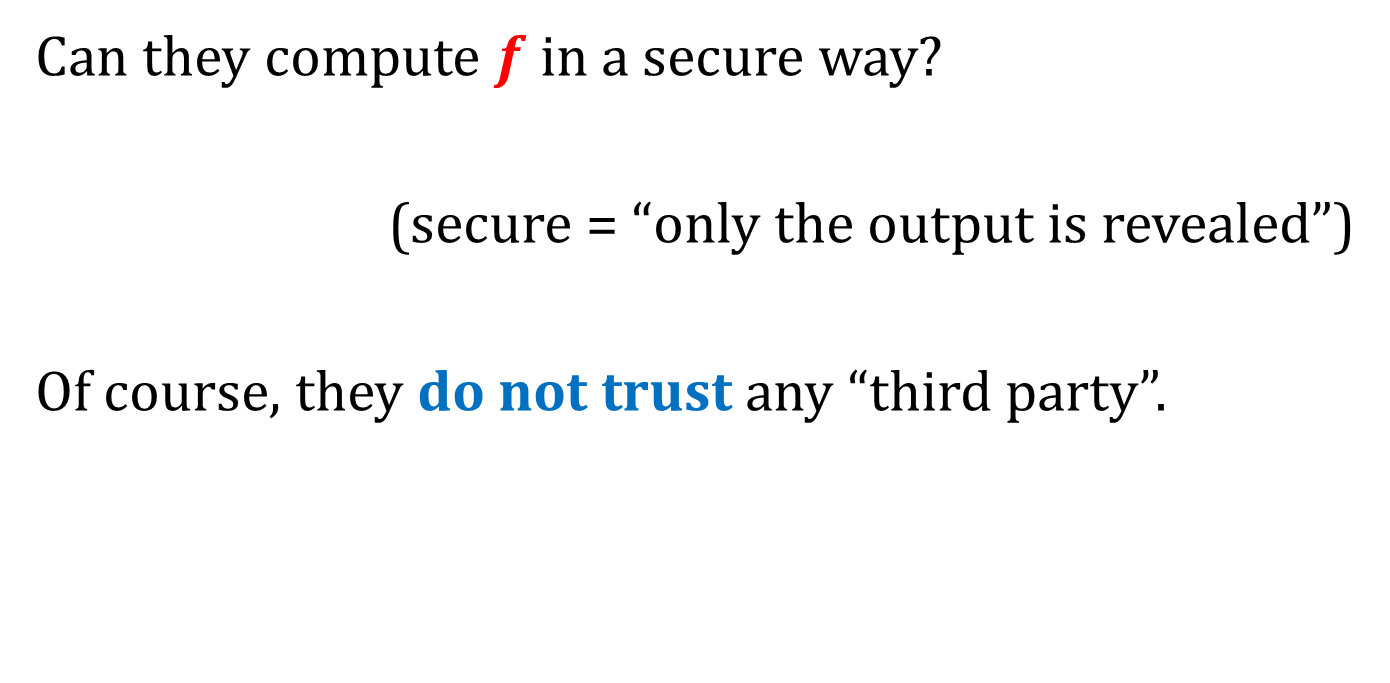 Can they compute f in a secure way?
(secure = “only the output is revealed”)
Of course, they do not trust any “third party”.